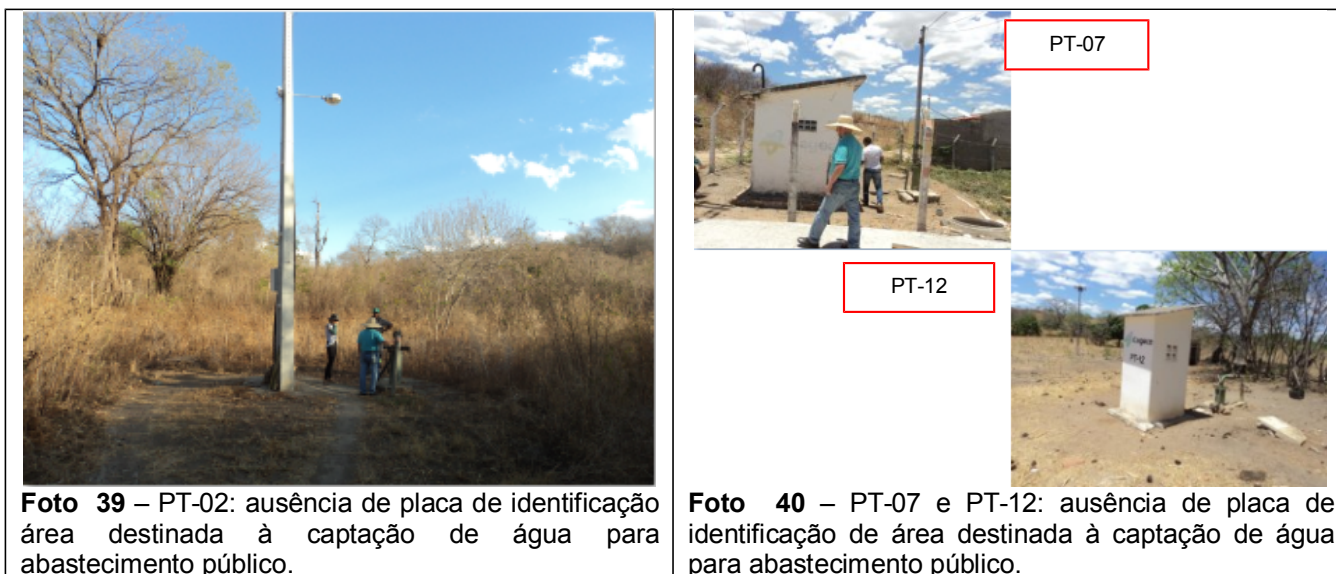 PT-07
PT-12
PT-12
Foto 39 – PT-02: ausência de placa de identificação
área destinada à captação de água para
abastecimento público.
Foto 40 – PT-07 e PT-12: ausência de placa de
identificação de área destinada à captação de água
para abastecimento público.